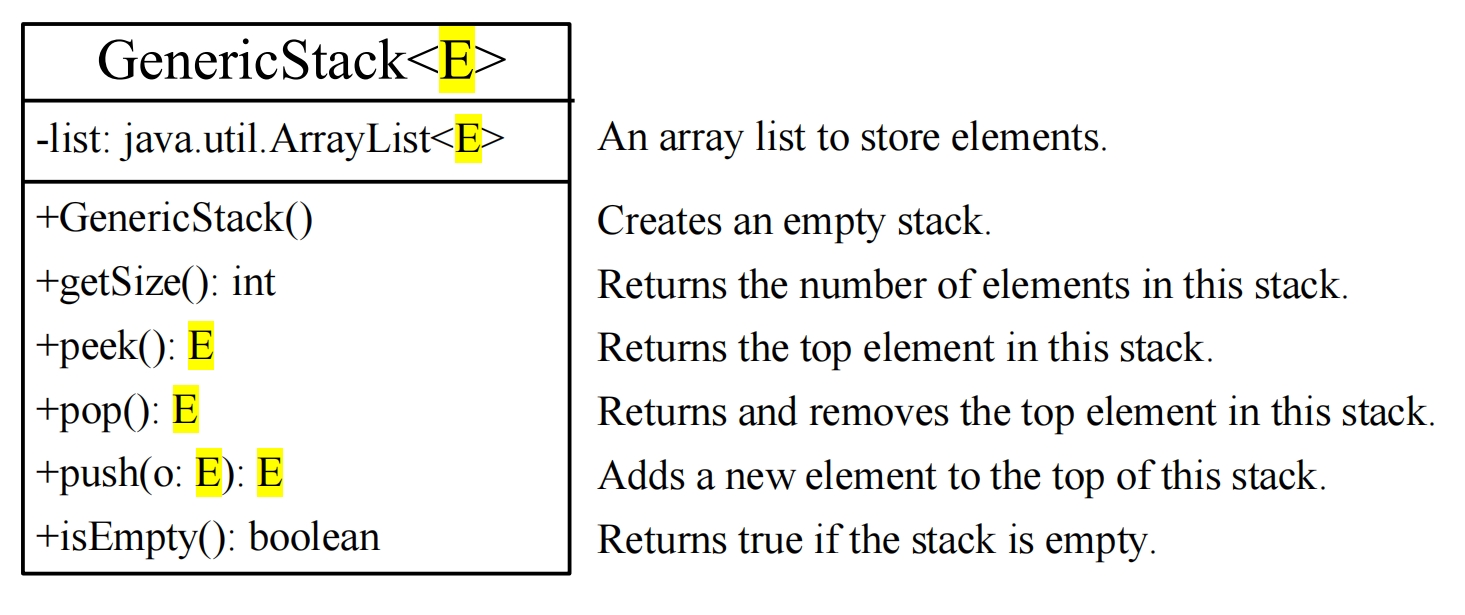 GenericStack<E>
-list: java.util.ArrayList<E> An array list to store elements.
+GenericStack() Creates an empty stack.
+getSize(): int Returns the number of elements in this stack.
+peek(): E Returns the top element in this stack.
+pop(): E Returns and removes the top element in this stack.
+push(o: E): E Adds a new element to the top of this stack.
+isEmpty(): boolean Returns true if the stack is empty.